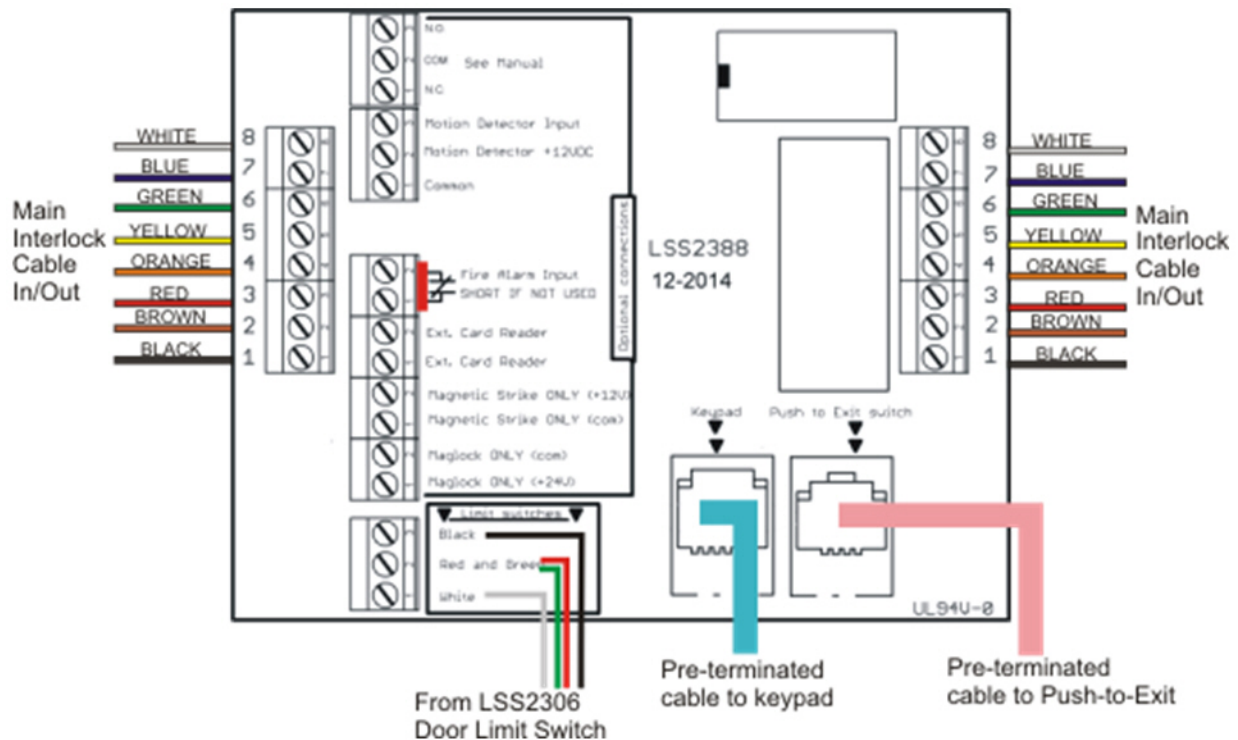 N.O
COM See Manual
N.C
Motion Detector Input
Motion Detector +12VDC
Common
Fire Alarm Input
SHORT IF NOT USED
Ext. Card Reader
Ext. Card Reader
Magnetic Strike ONLY (+12V)
Magnetic Strike ONLY (com)
Maglock ONLY (com)
Maglock ONLY (+24V)
Optional connections
LSS2388
12-2014
Main
Interlock
Cable
In/Out
WHITE 8
BLUE 7
GREEN 6
YELLOW 5
ORANGE 4
RED 3
BROWN 2
BLACK 1
8 WHITE
7 BLUE
6 GREEN
5 YELLOW
4 ORANGE
3 RED
2 BROWN
1 BLACK
Main
Interlock
Cable
In/Out
Keypad
Push to Exit switch
Limit switches
Black
Red and Green
White
UL94V-0
From LSS2306
Door Limit Switch
Pre-terminated
cable to keypad
Pre-terminated
cable to Push-to-Exit